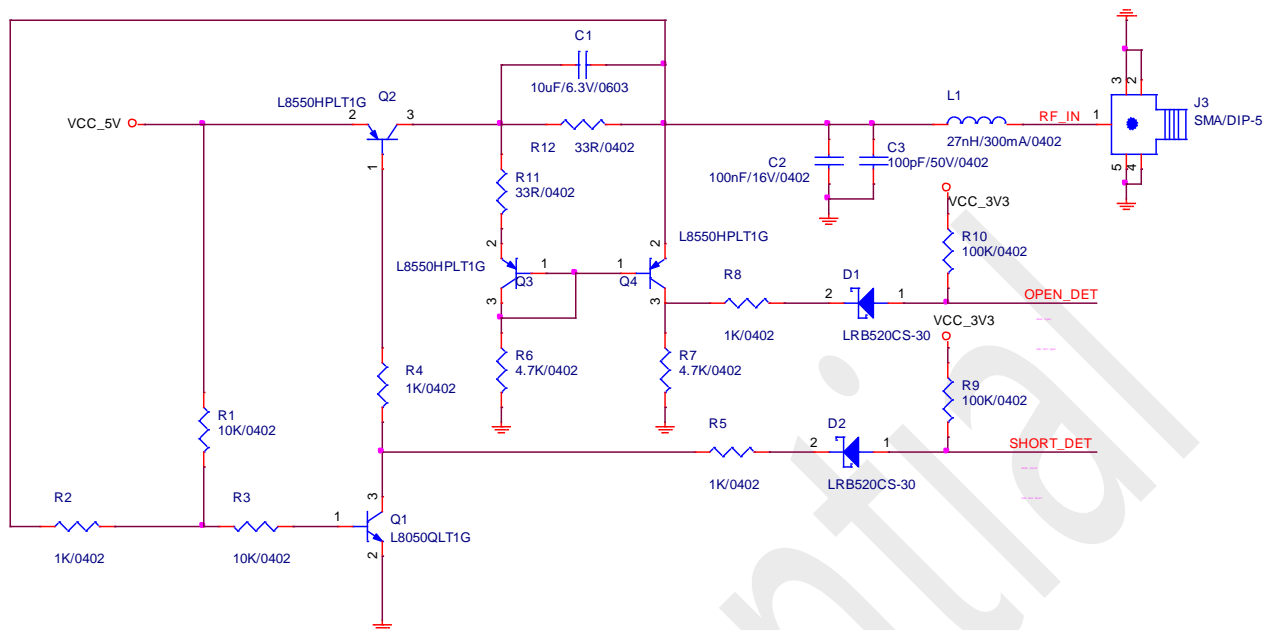 C1
10uF/6.3V/0603
L8550HPLT1G
Q2
VCC_5V
2
3
1
R12
33R/0402
L1
27nH/300mA/0402
RF_IN
1
3
2
5
4
J3
SMA/DIP-5
C2
100nF/16V/0402
C3
100pF/50V/0402
R11
33R/0402
L8550HPLT1G
2
1
Q3
3
L8550HPLT1G
2
1
Q4
3
R8
1K/0402
D1
2
1
LRB520CS-30
VCC_3V3
R10
100K/0402
OPEN_DET
VCC_3V3
R9
100K/0402
R6
4.7K/0402
R7
4.7K/0402
R4
1K/0402
R1
10K/0402
R5
1K/0402
D2
2
1
LRB520CS-30
SHORT_DET
R2
1K/0402
R3
10K/0402
1
3
2
Q1
L8050QLT1G
ntial